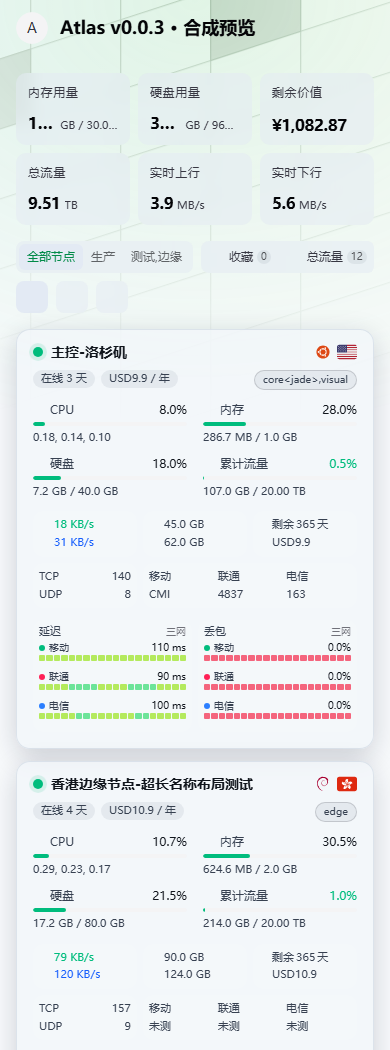 A Atlas v0.0.3 • 合成预览
内存用量 硬盘用量 剩余价值
1... GB / 30.0... 3... GB / 96... ¥1,082.87
总流量 实时上行 实时下行
9.51 TB 3.9 MB/s 5.6 MB/s
全部节点 生产 测试,边缘 收藏 0 总流量 12
主控-洛杉矶
在线 3 天 USD9.9 / 年 core<jade>,visual
CPU 8.0% 内存 28.0%
0.18, 0.14, 0.10 286.7 MB / 1.0 GB
硬盘 18.0% 累计流量 0.5%
7.2 GB / 40.0 GB 107.0 GB / 20.00 TB
18 KB/s 45.0 GB 剩余 365 天
31 KB/s 62.0 GB USD9.9
TCP 140 移动 联通 电信
UDP 8 CMI 4837 163
延迟 三网 丢包 三网
移动 110 ms 移动 0.0%
联通 90 ms 联通 0.0%
电信 100 ms 电信 0.0%
香港边缘节点-超长名称布局测试
在线 4 天 USD10.9 / 年 edge
CPU 10.7% 内存 30.5%
0.29, 0.23, 0.17 624.6 MB / 2.0 GB
硬盘 21.5% 累计流量 1.0%
17.2 GB / 80.0 GB 214.0 GB / 20.00 TB
79 KB/s 90.0 GB 剩余 365 天
120 KB/s 124.0 GB USD10.9
TCP 157 移动 联通 电信
UDP 9 未测 未测 未测